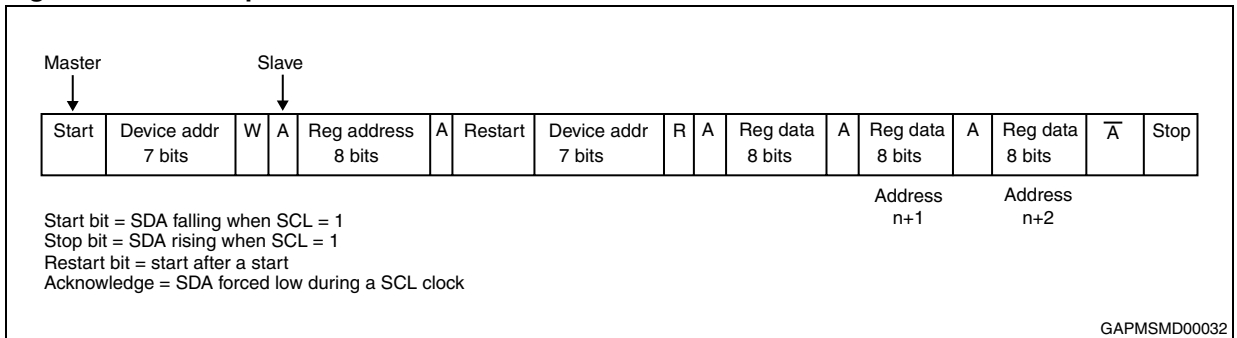 Master Slave
Start Device addr W A Reg address A Restart Device addr R A Reg data A Reg data A Reg data A Stop
7 bits 8 bits 7 bits 8 bits 8 bits 8 bits
Address Address
n+1 n+2
Start bit = SDA falling when SCL = 1
Stop bit = SDA rising when SCL = 1
Restart bit = start after a start
Acknowledge = SDA forced low during a SCL clock
GAPMSMD00032